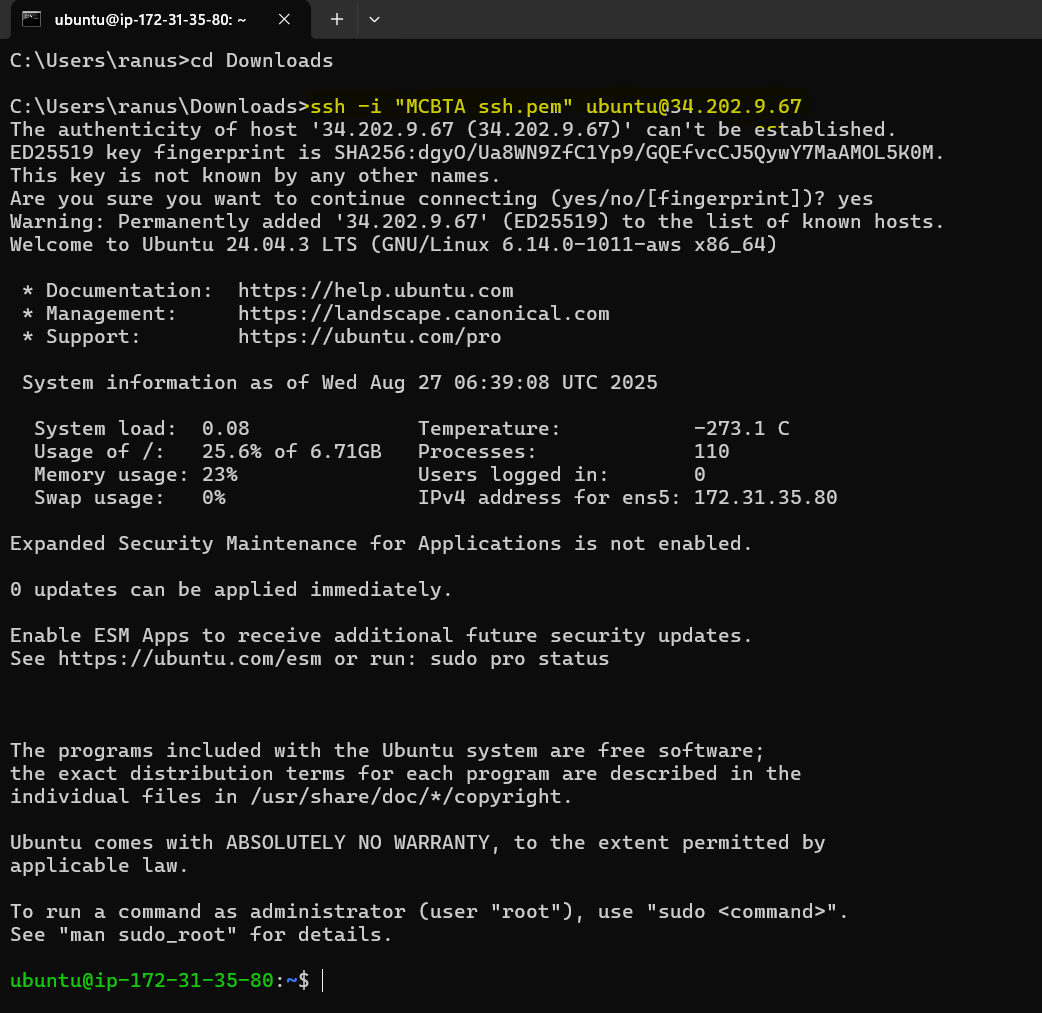 ubuntu@ip-172-31-35-80: ~
C:\Users\ranus>cd Downloads
C:\Users\ranus\Downloads>ssh -i "MCBTA ssh.pem" ubuntu@34.202.9.67
The authenticity of host '34.202.9.67 (34.202.9.67)' can't be established.
ED25519 key fingerprint is SHA256:dgyO/Ua8WN9ZfC1Yp9/GQEfvcCJ5QywY7MaAMOL5K0M.
This key is not known by any other names.
Are you sure you want to continue connecting (yes/no/[fingerprint])? yes
Warning: Permanently added '34.202.9.67' (ED25519) to the list of known hosts.
Welcome to Ubuntu 24.04.3 LTS (GNU/Linux 6.14.0-1011-aws x86_64)
* Documentation:  https://help.ubuntu.com
* Management:     https://landscape.canonical.com
* Support:        https://ubuntu.com/pro
System information as of Wed Aug 27 06:39:08 UTC 2025
System load:  0.08              Temperature:           -273.1 C
Usage of /:   25.6% of 6.71GB   Processes:             110
Memory usage: 23%               Users logged in:       0
Swap usage:   0%                IPv4 address for ens5: 172.31.35.80
Expanded Security Maintenance for Applications is not enabled.
0 updates can be applied immediately.
Enable ESM Apps to receive additional future security updates.
See https://ubuntu.com/esm or run: sudo pro status
The programs included with the Ubuntu system are free software;
the exact distribution terms for each program are described in the
individual files in /usr/share/doc/*/copyright.
Ubuntu comes with ABSOLUTELY NO WARRANTY, to the extent permitted by
applicable law.
To run a command as administrator (user "root"), use "sudo <command>".
See "man sudo_root" for details.
ubuntu@ip-172-31-35-80:~$